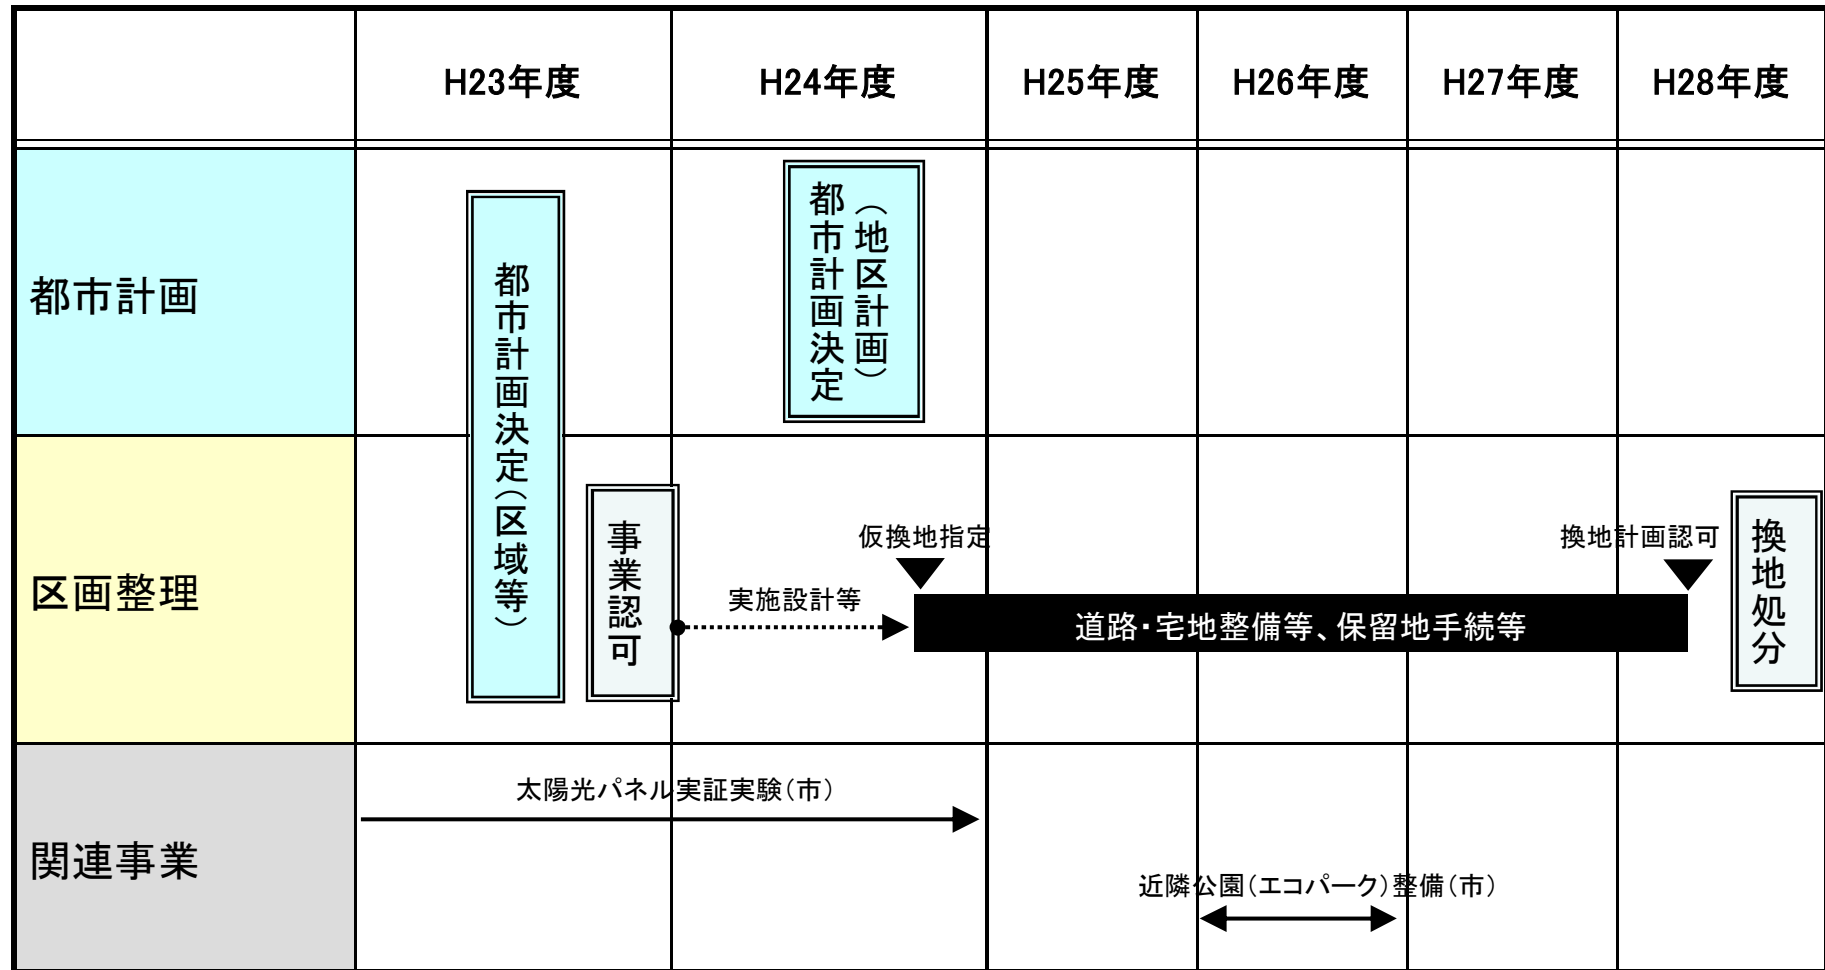 H23年度
H24年度
H25年度
H26年度
H27年度
H28年度
都市計画
都市計画決定（区域等）
都市計画決定
（地区計画）
区画整理
事業認可
実施設計等
仮換地指定
道路・宅地整備等、保留地手続等
換地計画認可
換地処分
関連事業
太陽光パネル実証実験（市）
近隣公園（エコパーク）整備（市）